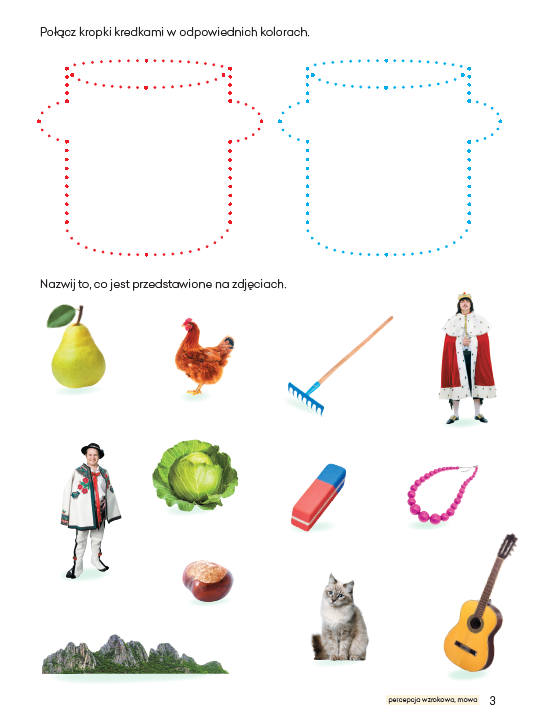 Połącz kropki kredkami w odpowiednich kolorach.
Nazwij to, co jest przedstawione na zdjęciach.
percepcja wzrokowa, mowa 3